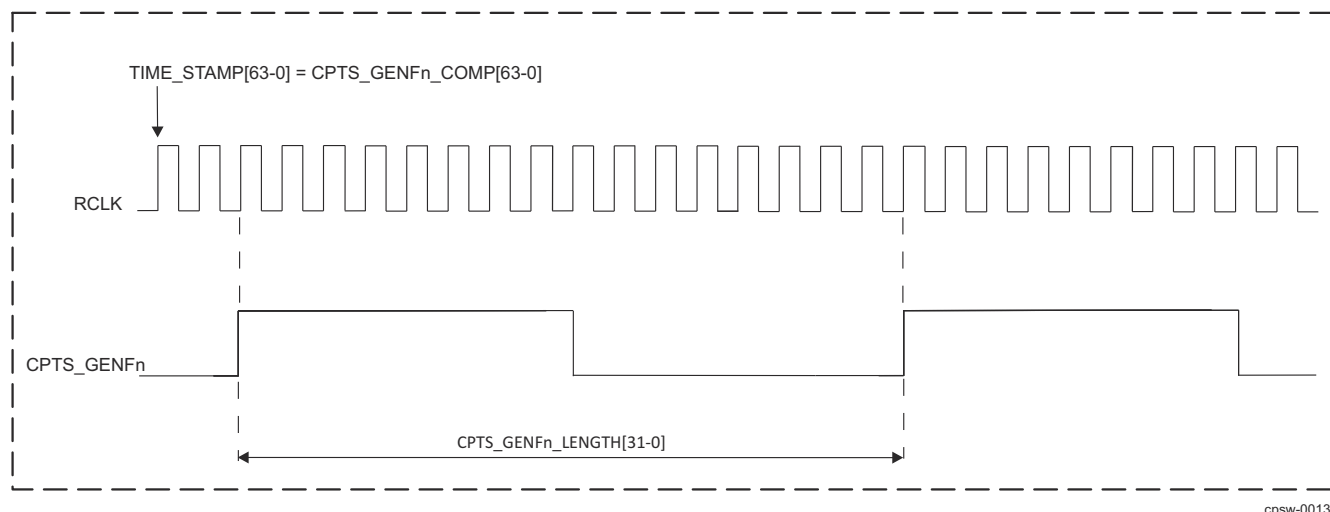 TIME_STAMP[63-0] = CPTS_GENFn_COMP[63-0]
RCLK
CPTS_GENFn
CPTS_GENFn_LENGTH[31-0]
cpsw-0013